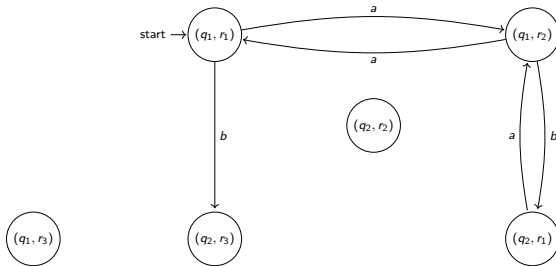 a
start (q₁, r₁) (q₁, r₂)
a
(q₂, r₂)
b a b
(q₁, r₃) (q₂, r₃) (q₂, r₁)